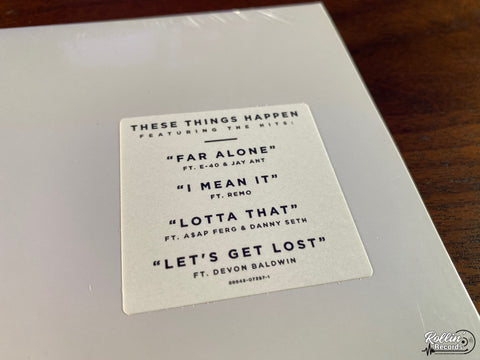 THESE THINGS HAPPEN
FEATURING THE HITS:
"FAR ALONE"
FT. E-40 & JAY ANT
"I MEAN IT"
FT. REMO
"LOTTA THAT"
FT. A$AP FERG & DANNY SETH
"LET'S GET LOST"
FT. DEVON BALDWIN
Rollin'
Records